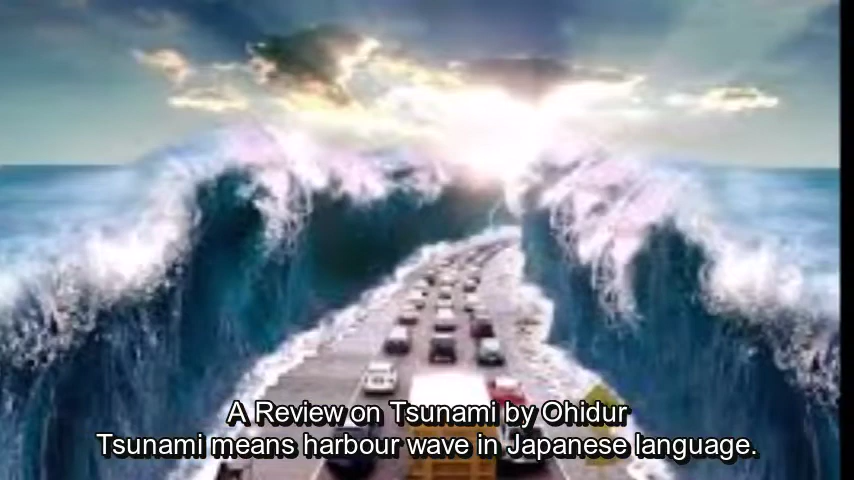 A Review on Tsunami by Ohidur
Tsunami means harbour wave in Japanese language.